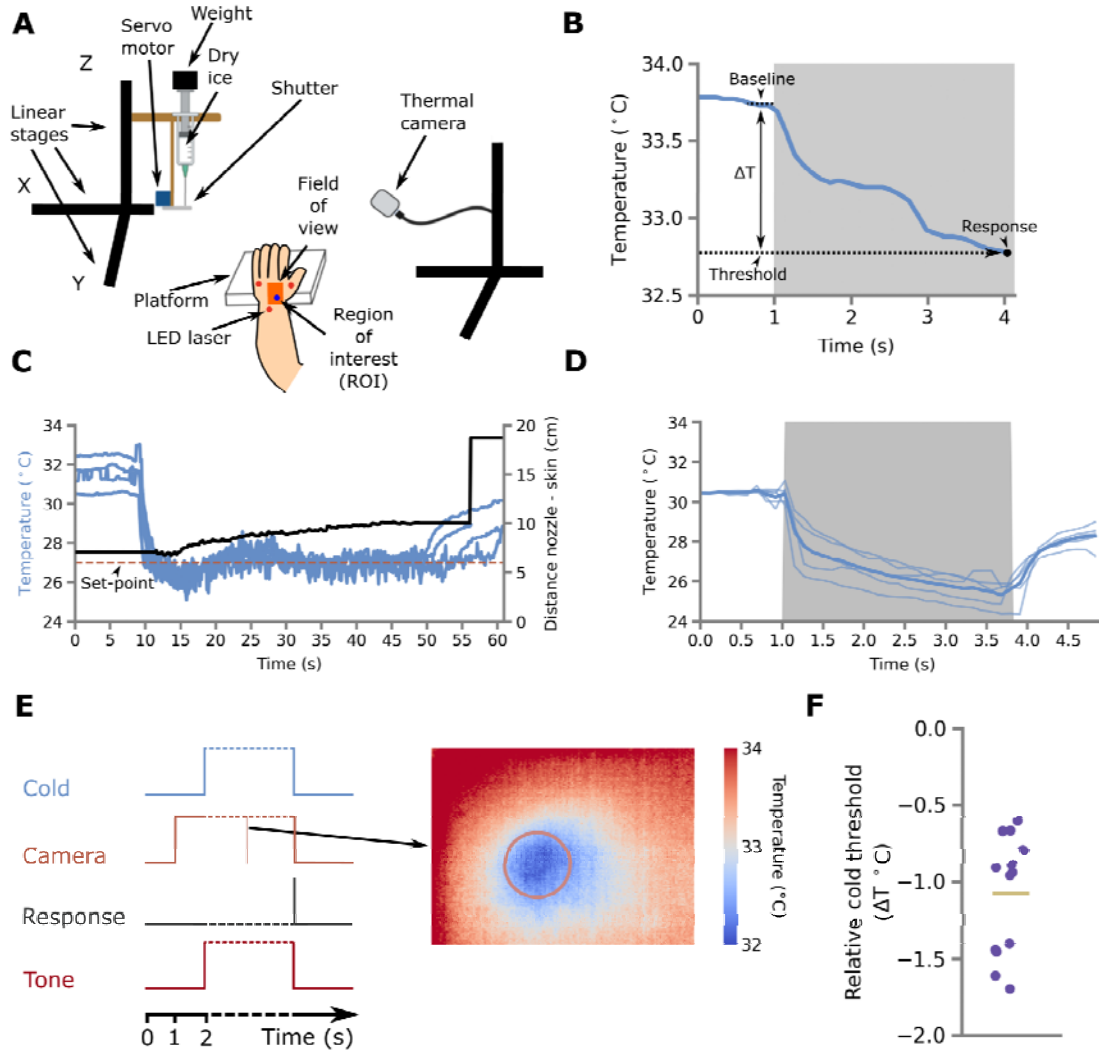 A
Weight
Servo
motor
Dry
ice
Z
Shutter
Linear
stages
X
Y
Thermal
camera
Field
of
view
Platform
LED laser
Region
of
interest
(ROI)
B
34.0
33.5
33.0
32.5
Temperature (°C)
Baseline
ΔT
Response
Threshold
0
1
2
3
4
Time (s)
C
34
32
30
28
26
24
Temperature (°C)
Set-point
20
15
10
5
0
Distance nozzle - skin (cm)
0 5 10 15 20 25 30 35 40 45 50 55 60
Time (s)
D
34
32
30
28
26
24
Temperature (°C)
0.0 0.5 1.0 1.5 2.0 2.5 3.0 3.5 4.0 4.5
Time (s)
E
Cold
Camera
Response
Tone
0 1 2 Time (s)
34
33
32
Temperature (°C)
F
0.0
−0.5
−1.0
−1.5
−2.0
Relative cold threshold
(ΔT °C)